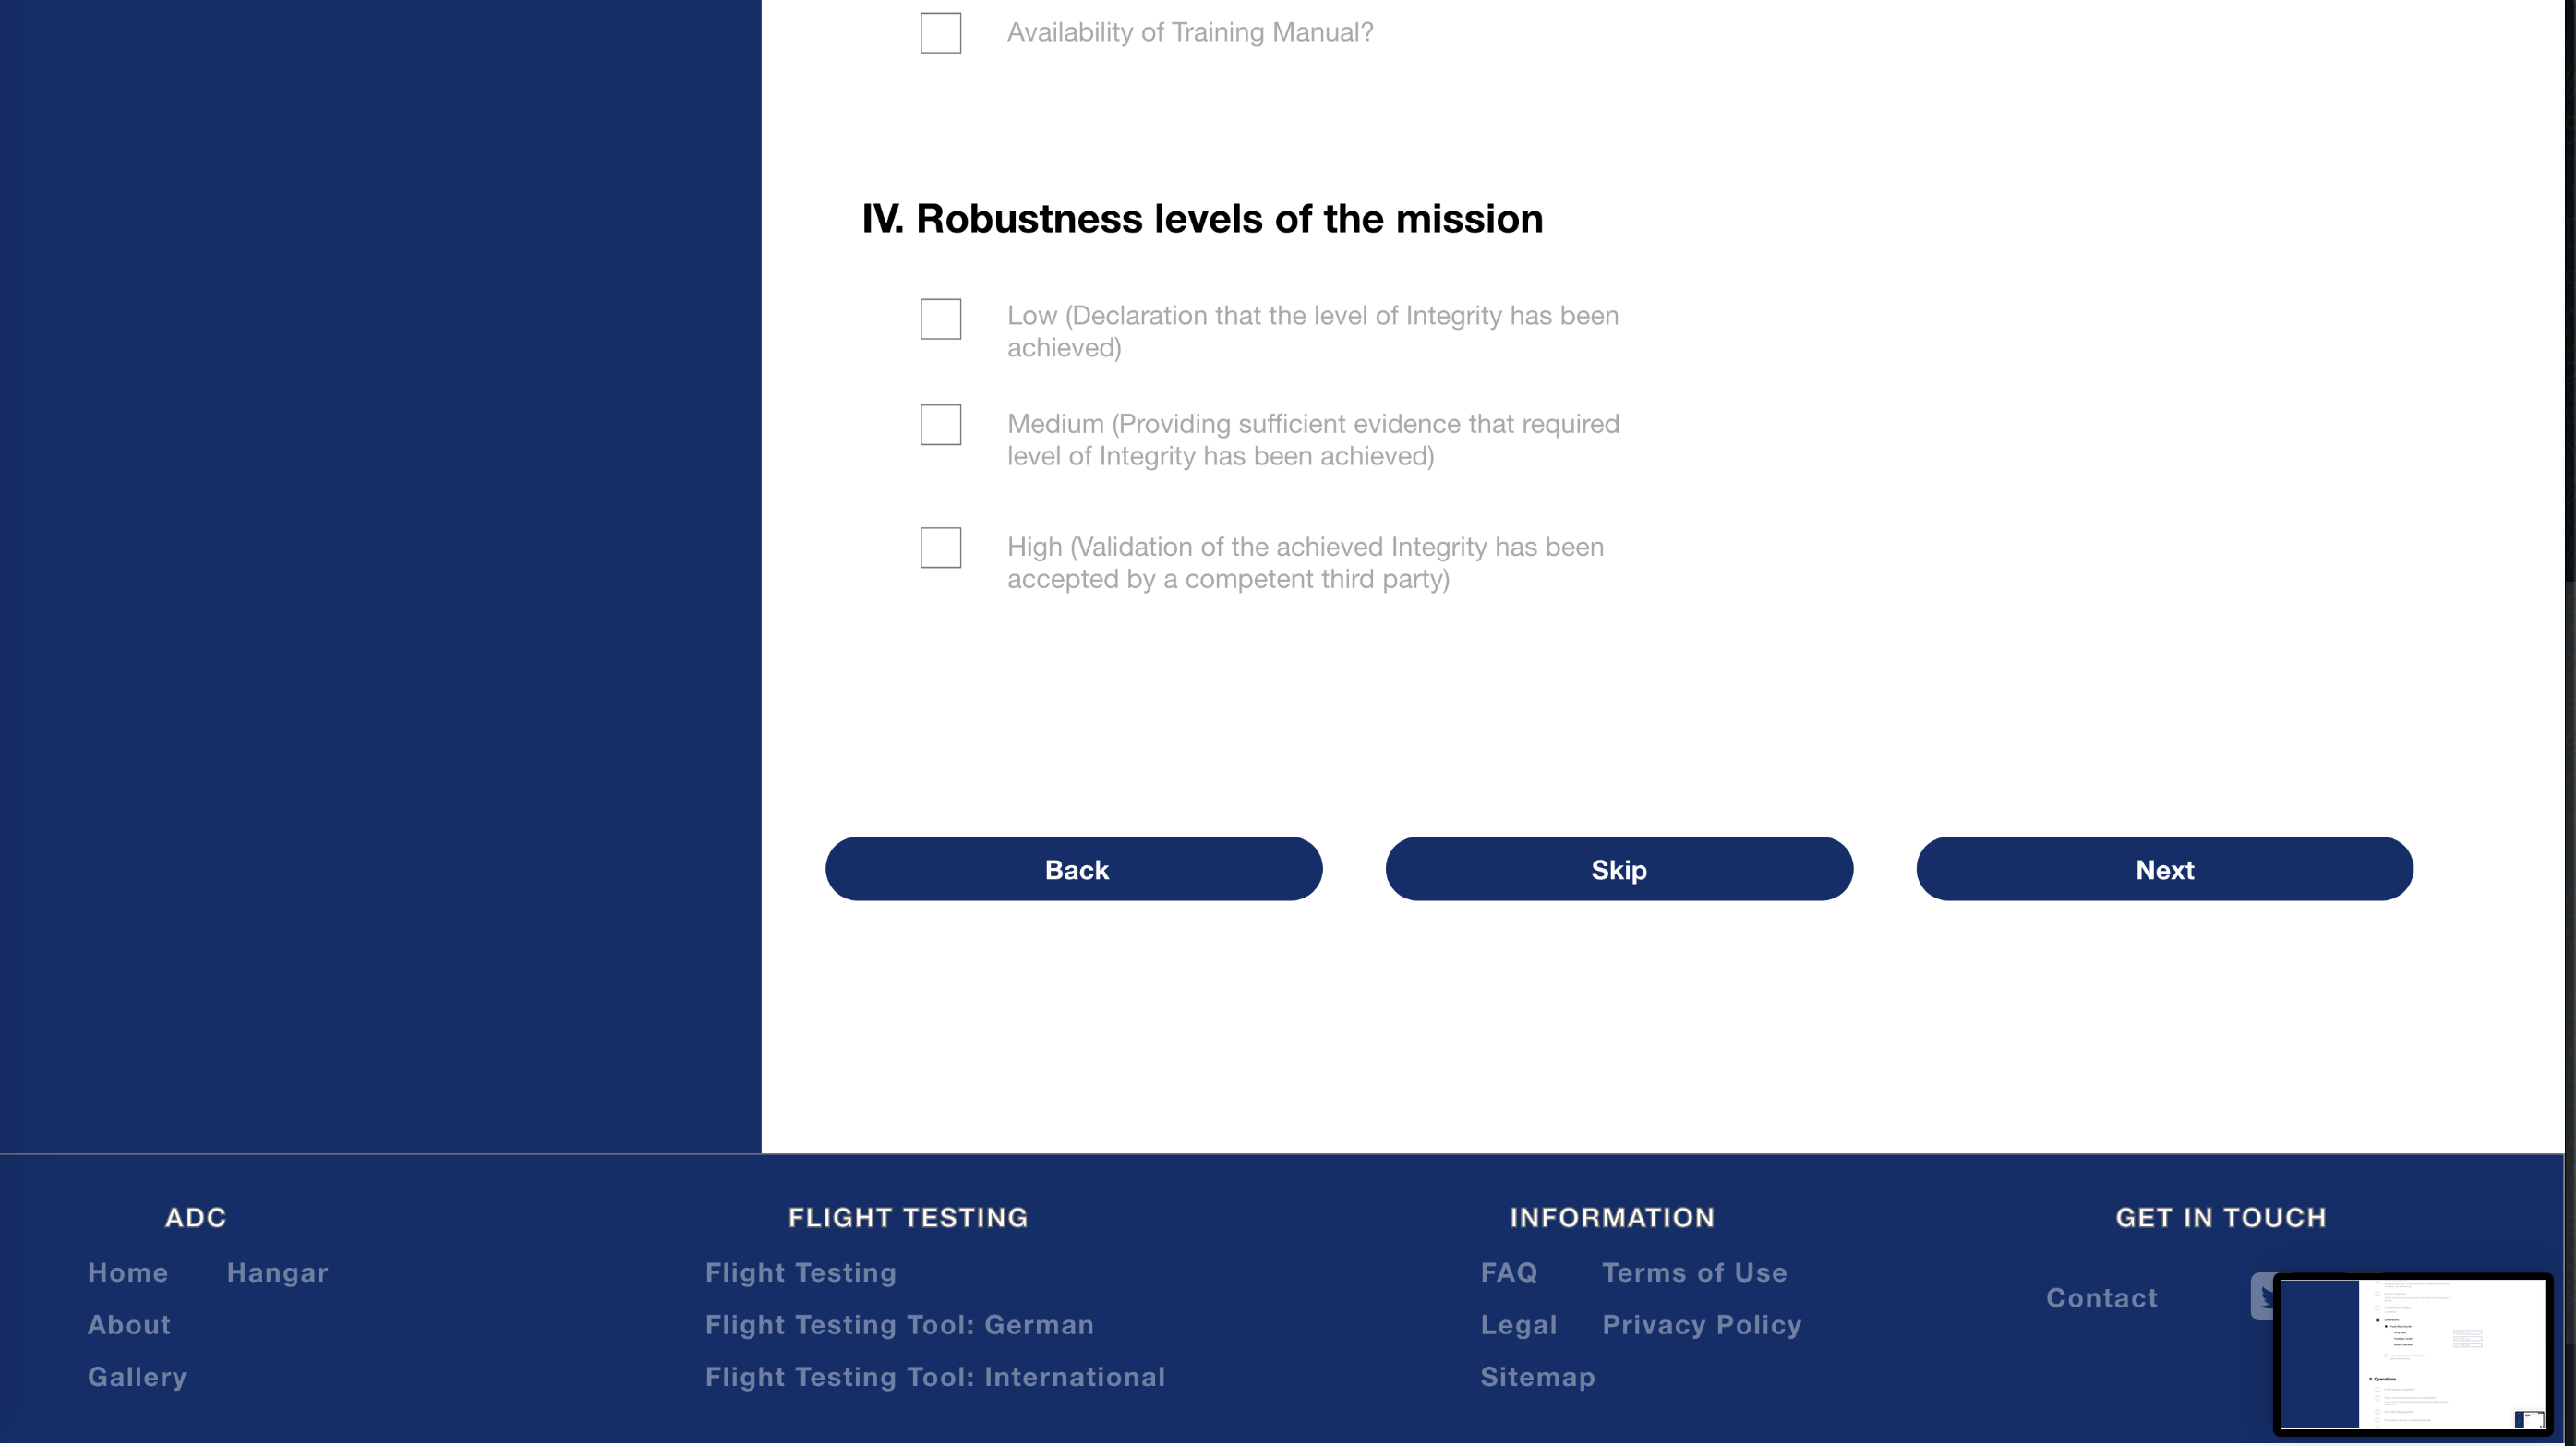 Availability of Training Manual?
IV. Robustness levels of the mission
Low (Declaration that the level of Integrity has been
achieved)
Medium (Providing sufficient evidence that required
level of Integrity has been achieved)
High (Validation of the achieved Integrity has been
accepted by a competent third party)
Back
Skip
Next
ADC
Home Hangar
About
Gallery
FLIGHT TESTING
Flight Testing
Flight Testing Tool: German
Flight Testing Tool: International
INFORMATION
FAQ Terms of Use
Legal Privacy Policy
Sitemap
GET IN TOUCH
Contact
II. Operations